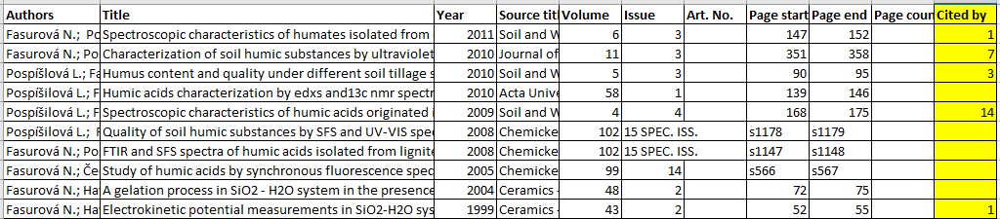 Authors Title Year Source titl Volume Issue Art. No. Page start Page end Page coun Cited by
Fasurová N.; Po Spectroscopic characteristics of humates isolated from 2011 Soil and W 6 3 147 152 1
Fasurová N.; Po Characterization of soil humic substances by ultraviolet 2010 Journal of 11 3 351 358 7
Pospíšlová L.; Fa Humus content and quality under different soil tillage s 2010 Soil and W 5 3 90 95 3
Pospíšilová L.; F Humic acids characterization by edxs and13c nmr spectr 2010 Acta Unive 58 1 139 146
Pospíšilová L.; F Spectroscopic characteristics of humic acids originated i 2009 Soil and W 4 4 168 175 14
Pospíšilová L.; F Quality of soil humic substances by SFS and UV-VIS spe 2008 Chemicke 102 15 SPEC. ISS. s1178 s1179
Fasurová N.; Po FTIR and SFS spectra of humic acids isolated from lignite 2008 Chemicke 102 15 SPEC. ISS. s1147 s1148
Fasurová N.; Če Study of humic acids by synchronous fluorescence spec 2005 Chemicke 99 14 s566 s567
Fasurová N.; Ha A gelation process in SiO2 - H2O system in the presence 2004 Ceramics - 48 2 72 75
Fasurová N.; Ha Electrokinetic potential measurements in SiO2-H2O sys 1999 Ceramics - 43 2 52 55 1